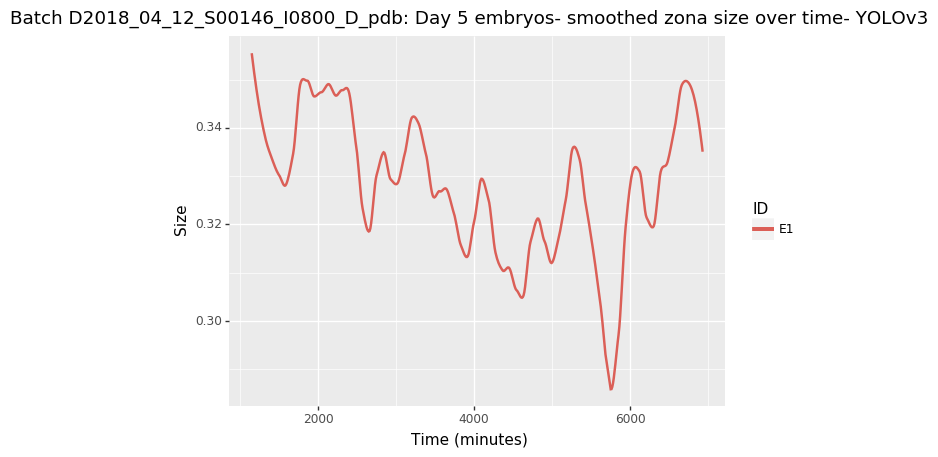 Batch D2018_04_12_S00146_I0800_D_pdb: Day 5 embryos- smoothed zona size over time- YOLOv3
0.34
0.32
0.30
Size
2000 4000 6000
Time (minutes)
ID
E1